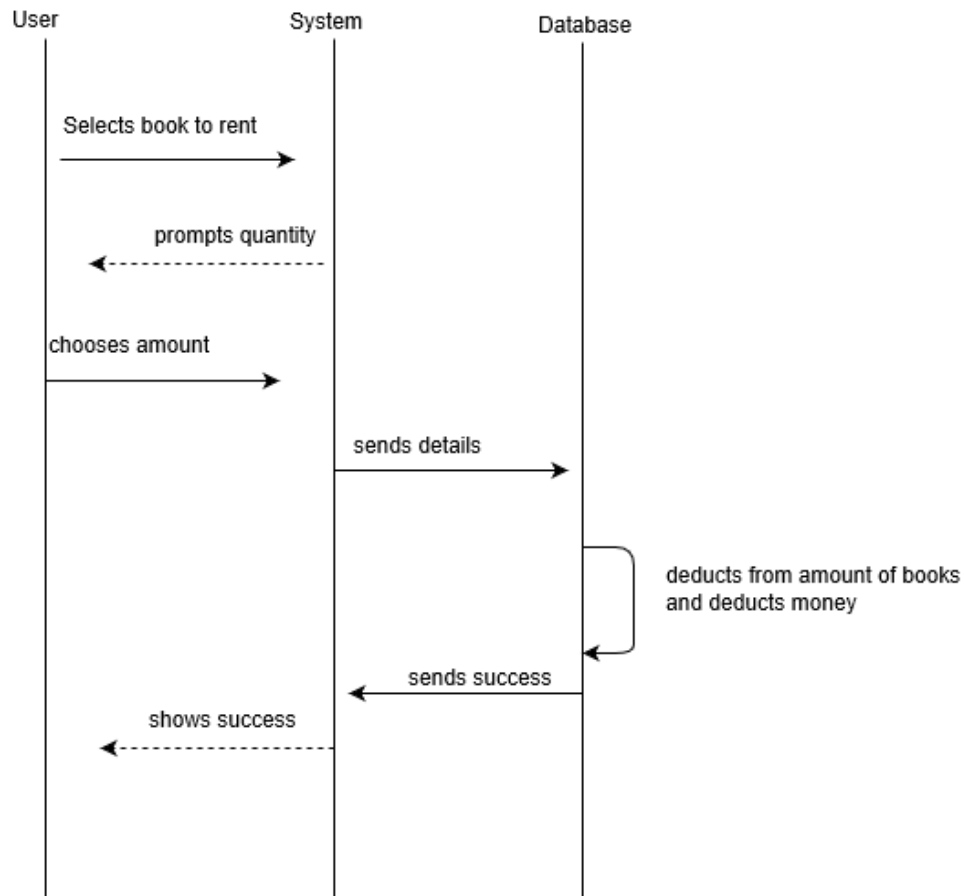 User
System
Database
Selects book to rent
prompts quantity
chooses amount
sends details
deducts from amount of books
and deducts money
sends success
shows success